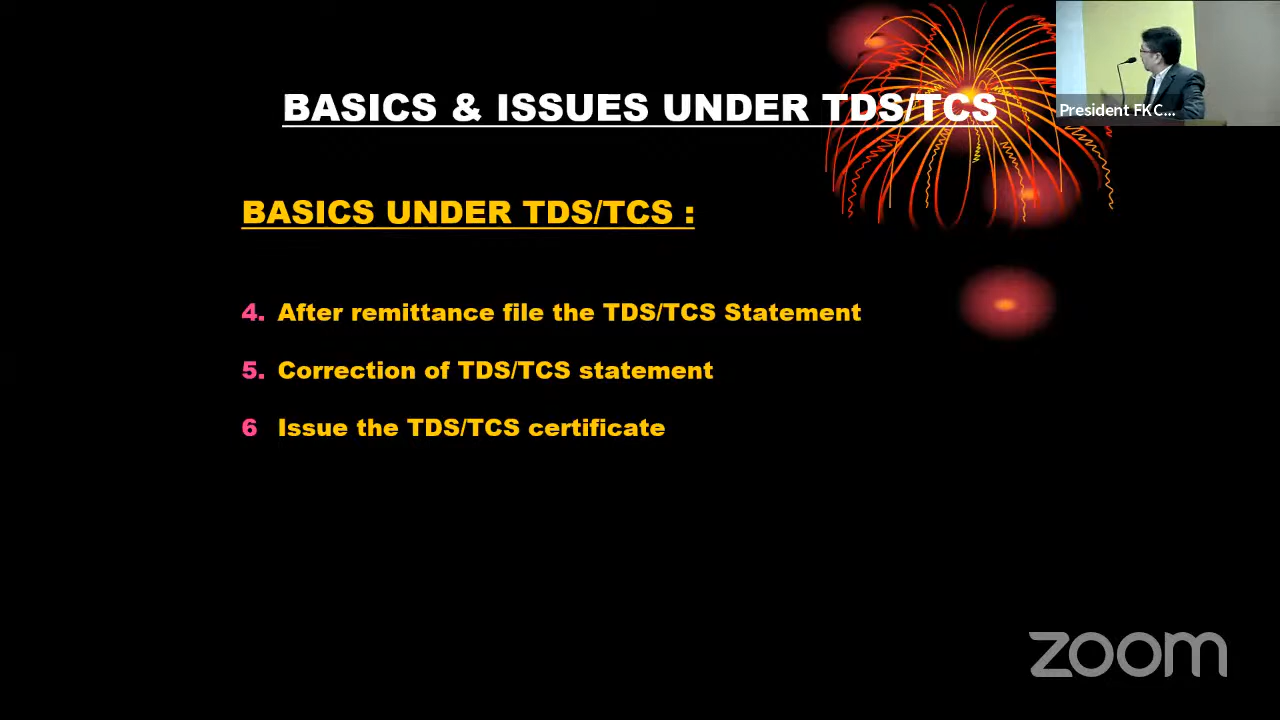 BASICS & ISSUES UNDER TDS/TCS
President FKC...
BASICS UNDER TDS/TCS :
4. After remittance file the TDS/TCS Statement
5. Correction of TDS/TCS statement
6 Issue the TDS/TCS certificate
zoom